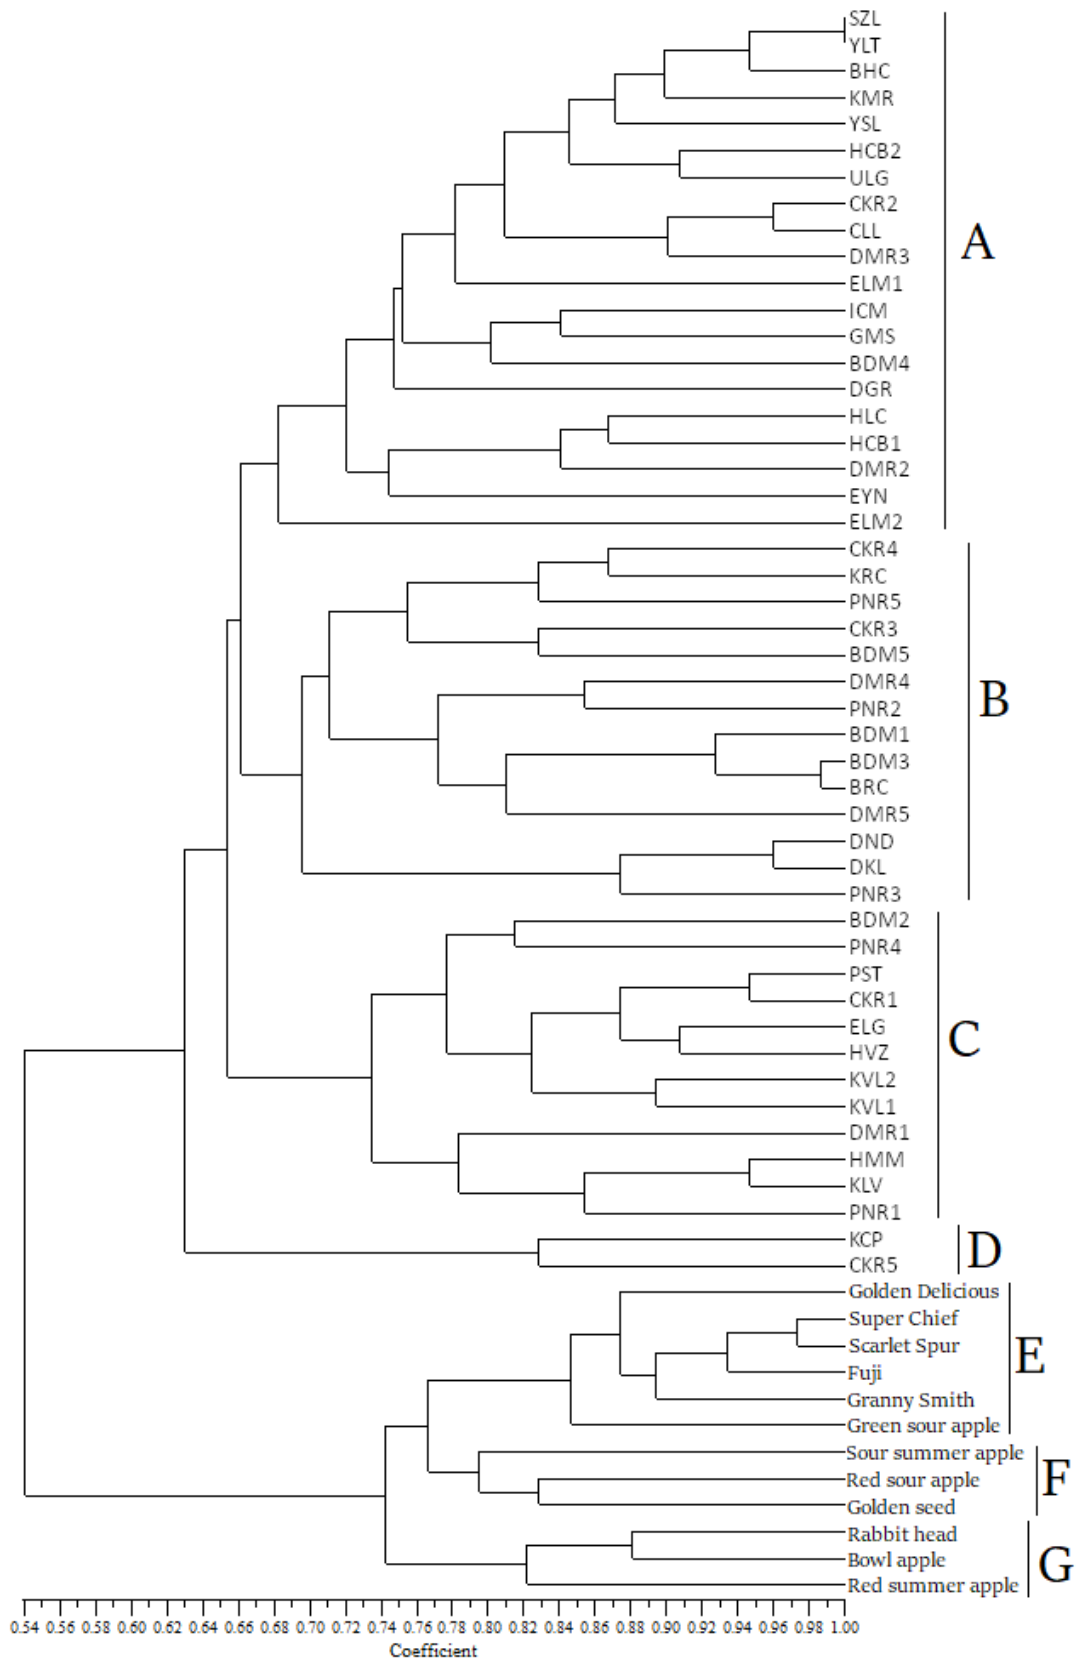 SZL
YLT
BHC
KMR
YSL
HCB2
ULG
CKR2
CLL
DMR3
A
ELM1
ICM
GMS
BDM4
DGR
HLC
HCB1
DMR2
EYN
ELM2
CKR4
KRC
PNR5
CKR3
BDM5
DMR4
B
PNR2
BDM1
BDM3
BRC
DMR5
DND
DKL
PNR3
BDM2
PNR4
PST
CKR1
ELG
C
HVZ
KVL2
KVL1
DMR1
HMM
KLV
PNR1
KCP
D
CKR5
Golden Delicious
Super Chief
Scarlet Spur
E
Fuji
Granny Smith
Green sour apple
Sour summer apple
Red sour apple
F
Golden seed
Rabbit head
Bowl apple
G
Red summer apple
0.54 0.56 0.58 0.60 0.62 0.64 0.66 0.68 0.70 0.72 0.74 0.76 0.78 0.80 0.82 0.84 0.86 0.88 0.90 0.92 0.94 0.96 0.98 1.00
Coefficient